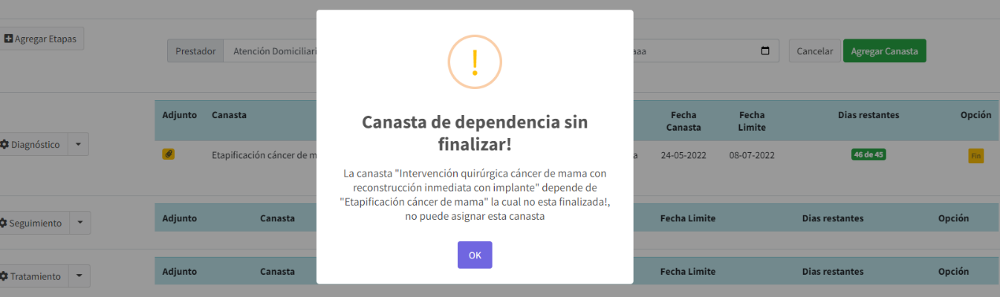 Agregar Etapas
Prestador Atención Domiciliari aaa Cancelar Agregar Canasta
!
Canasta de dependencia sin
finalizar!
La canasta "Intervención quirúrgica cáncer de mama con
reconstrucción inmediata con implante" depende de
"Etapificación cáncer de mama" la cual no esta finalizada!,
no puede asignar esta canasta
OK
Adjunto Canasta Fecha Canasta Fecha Limite Dias restantes Opción
Diagnóstico
Etapificación cáncer de m a 24-05-2022 08-07-2022 46 de 45 Fin
Seguimiento
Adjunto Canasta Fecha Limite Dias restantes Opción
Tratamiento
Adjunto Canasta Fecha Limite Dias restantes Opción